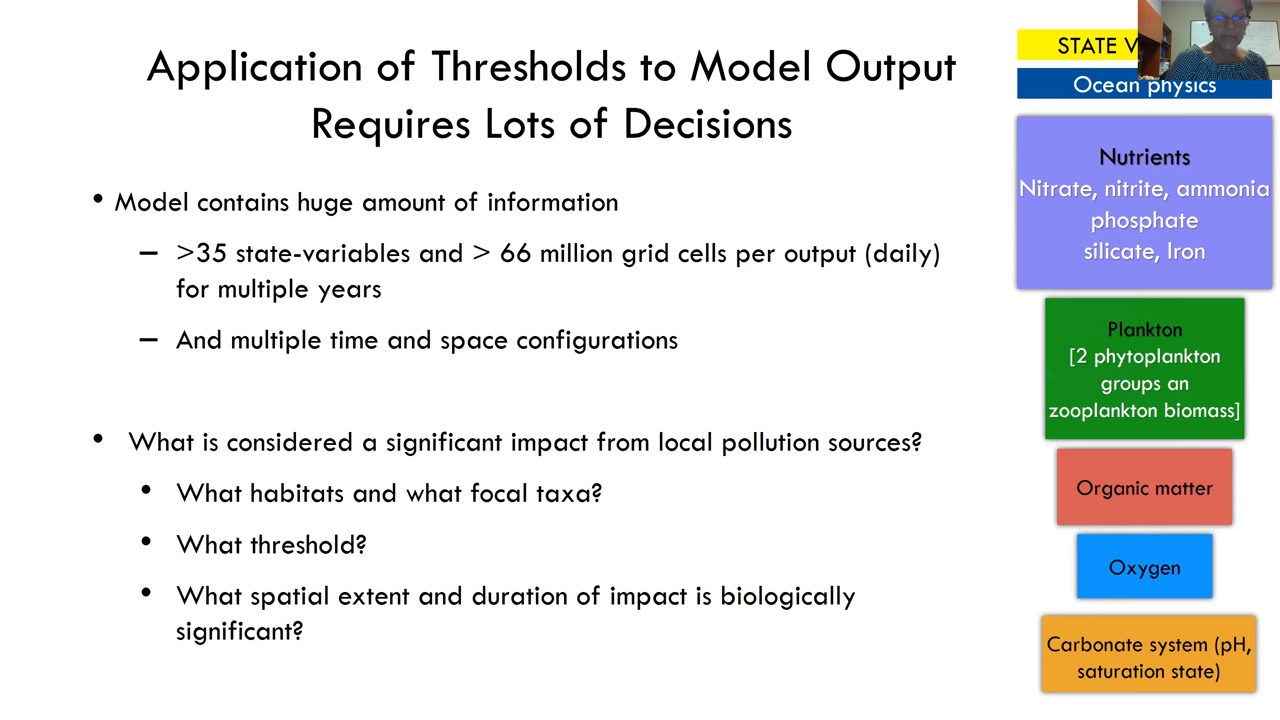 Application of Thresholds to Model Output
Requires Lots of Decisions
• Model contains huge amount of information
– >35 state-variables and > 66 million grid cells per output (daily)
for multiple years
– And multiple time and space configurations
• What is considered a significant impact from local pollution sources?
• What habitats and what focal taxa?
• What threshold?
• What spatial extent and duration of impact is biologically
significant?
STATE V
Ocean physics
Nutrients
Nitrate, nitrite, ammonia
phosphate
silicate, Iron
Plankton
[2 phytoplankton
groups an
zooplankton biomass]
Organic matter
Oxygen
Carbonate system (pH,
saturation state)